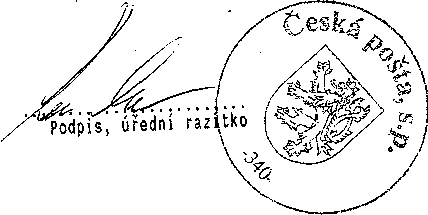 Česká pošta, s.p.
Podpis, úřední razítko
-340-